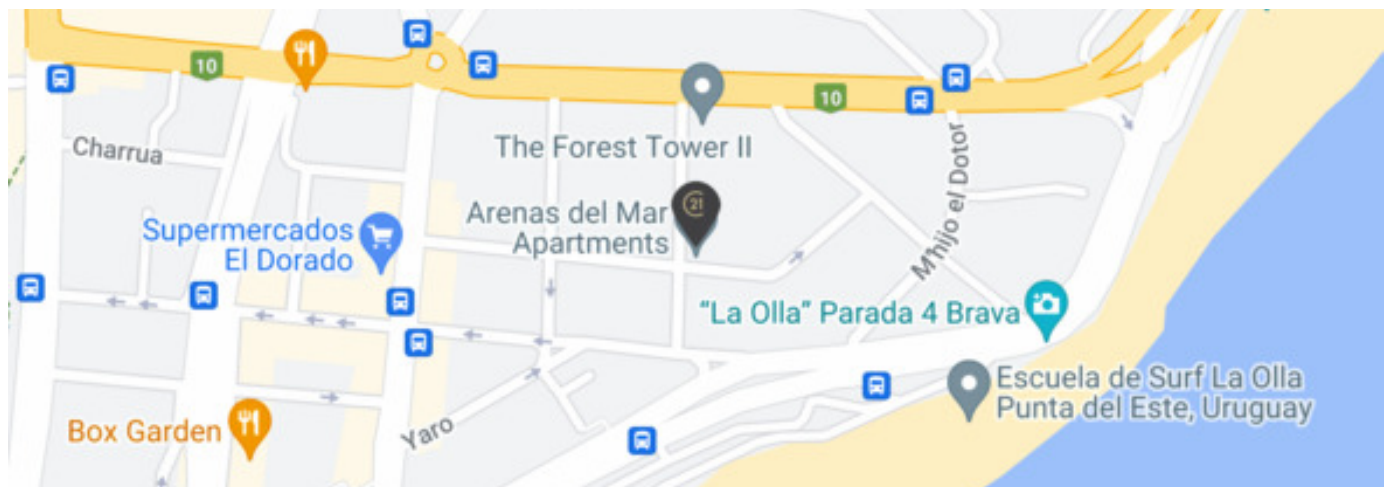 10
10
Charrua
The Forest Tower II
M'hijo el Dotor
Arenas del Mar
Apartments
21
Supermercados
El Dorado
"La Olla" Parada 4 Brava
Escuela de Surf La Olla
Punta del Este, Uruguay
Box Garden
Yaro